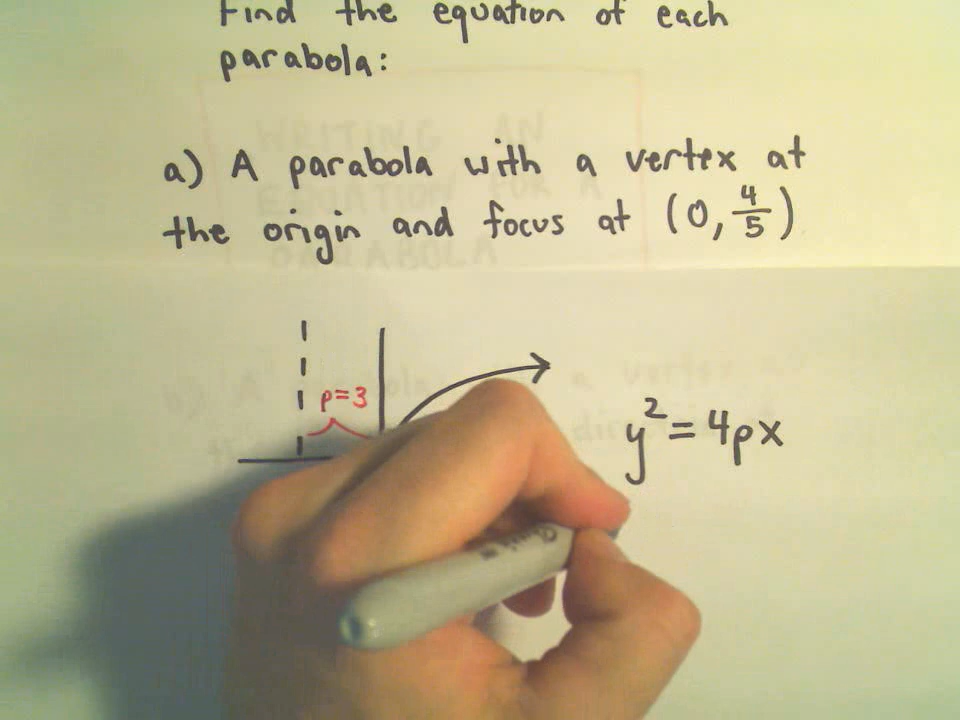 Find the equation of each
parabola:
a) A parabola with a vertex at
the origin and focus at (0, 4/5)
p=3
y²=4px